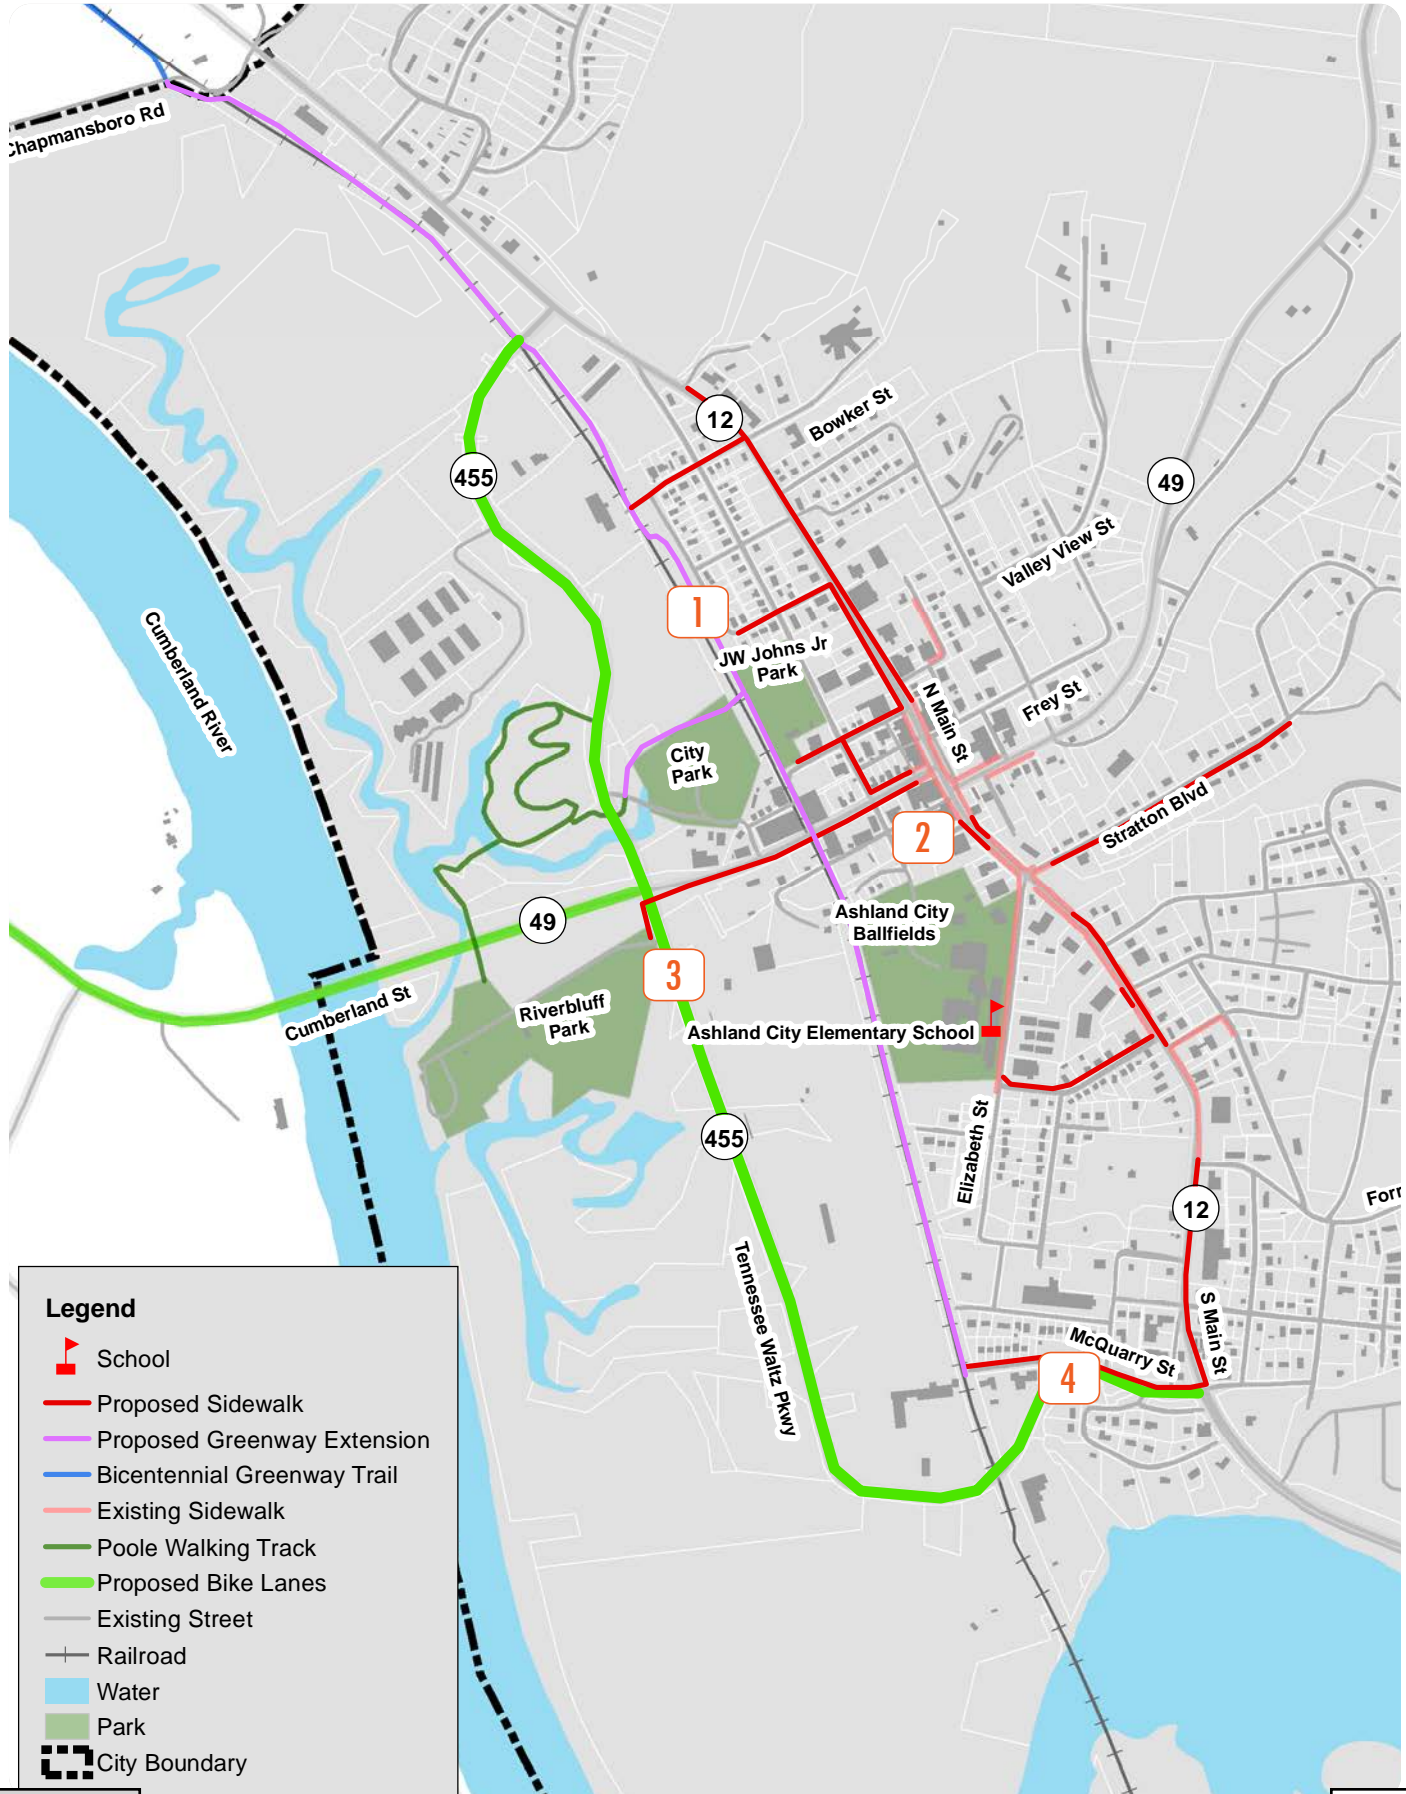 Chapmansboro Rd
12
Bowker St
455
49
Valley View St
Cumberland River
1
JW Johns Jr
Park
N Main St
Frey St
City
Park
2
Stratton Blvd
49
Ashland City
Ballfields
3
Cumberland St
Riverbluff
Park
Ashland City Elementary School
455
Elizabeth St
12
Forr
Tennessee Waltz Pkwy
S Main St
McQuarry St
4
Legend
School
Proposed Sidewalk
Proposed Greenway Extension
Bicentennial Greenway Trail
Existing Sidewalk
Poole Walking Track
Proposed Bike Lanes
Existing Street
Railroad
Water
Park
City Boundary